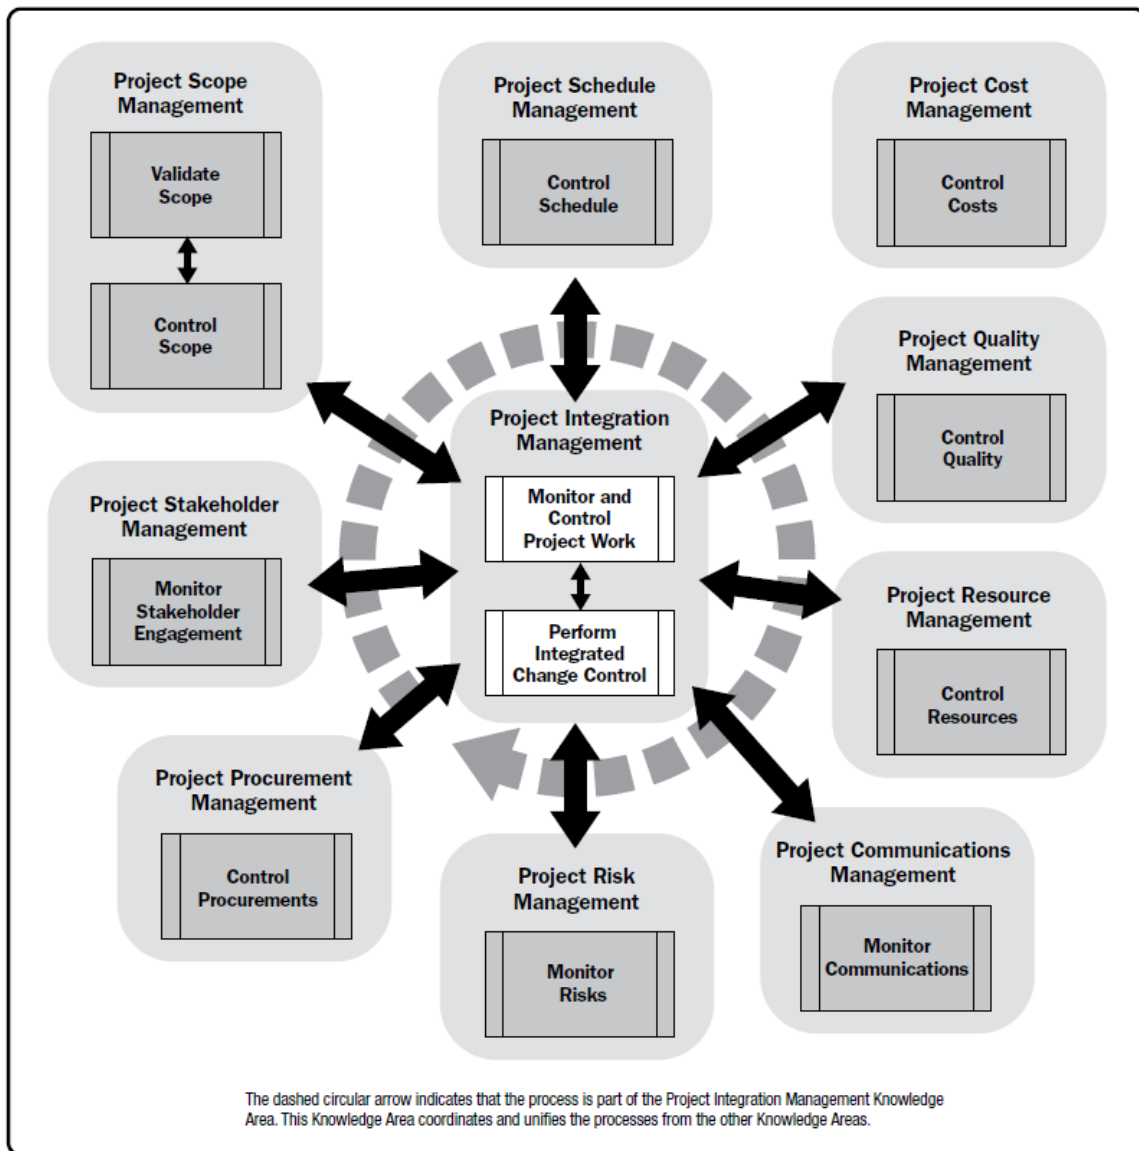 Project Scope
Management
Validate
Scope
Control
Scope
Project Schedule
Management
Control
Schedule
Project Cost
Management
Control
Costs
Project Quality
Management
Control
Quality
Project Integration
Management
Monitor and
Control
Project Work
Perform
Integrated
Change Control
Project Stakeholder
Management
Monitor
Stakeholder
Engagement
Project Resource
Management
Control
Resources
Project Procurement
Management
Control
Procurements
Project Risk
Management
Monitor
Risks
Project Communications
Management
Monitor
Communications
The dashed circular arrow indicates that the process is part of the Project Integration Management Knowledge
Area. This Knowledge Area coordinates and unifies the processes from the other Knowledge Areas.